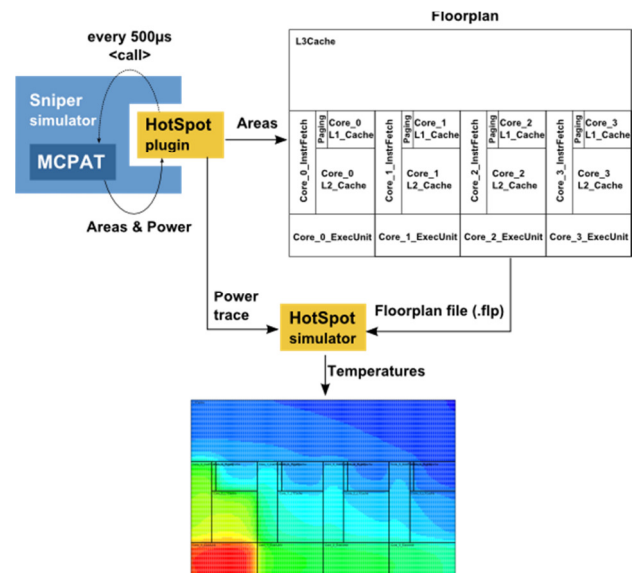 Floorplan
every 500µs
<call>
L3Cache
Sniper
simulator
HotSpot
plugin
Areas
MCPAT
Areas & Power
Core_0_InstrFetch
Paging
Core_0
L1_Cache
Core_0
L2_Cache
Core_1_InstrFetch
Paging
Core_1
L1_Cache
Core_1
L2_Cache
Core_2_InstrFetch
Paging
Core_2
L1_Cache
Core_2
L2_Cache
Core_3_InstrFetch
Paging
Core_3
L1_Cache
Core_3
L2_Cache
Core_0_ExecUnit
Core_1_ExecUnit
Core_2_ExecUnit
Core_3_ExecUnit
Power
trace
HotSpot
simulator
Floorplan file (.flp)
Temperatures